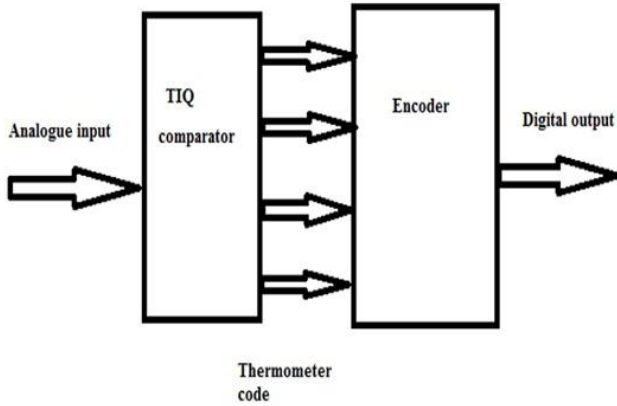 Analogue input
TIQ
comparator
Thermometer
code
Encoder
Digital output